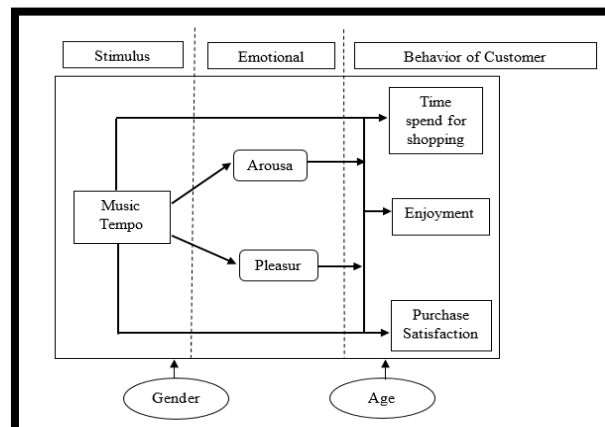 Stimulus
Emotional
Behavior of Customer
Time
spend for
shopping
Arousa
Music
Tempo
Enjoyment
Pleasur
Purchase
Satisfaction
Gender
Age